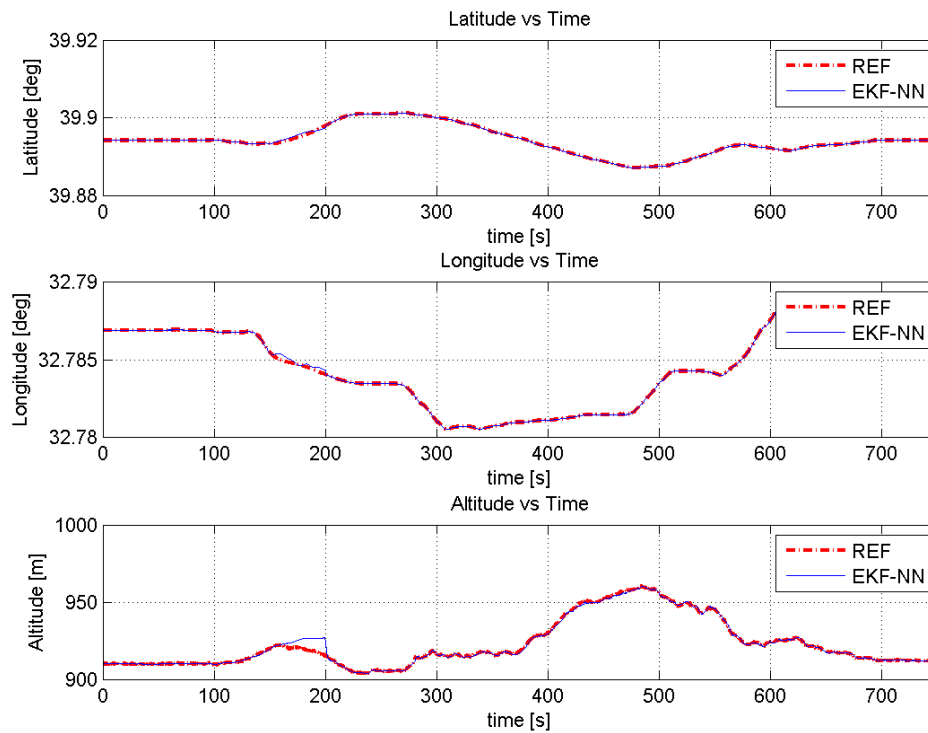 Latitude vs Time
39.92
39.9
39.88
Latitude [deg]
REF
EKF-NN
0 100 200 300 400 500 600 700
time [s]
Longitude vs Time
32.79
32.785
32.78
Longitude [deg]
REF
EKF-NN
0 100 200 300 400 500 600 700
time [s]
Altitude vs Time
1000
950
900
Altitude [m]
REF
EKF-NN
0 100 200 300 400 500 600 700
time [s]